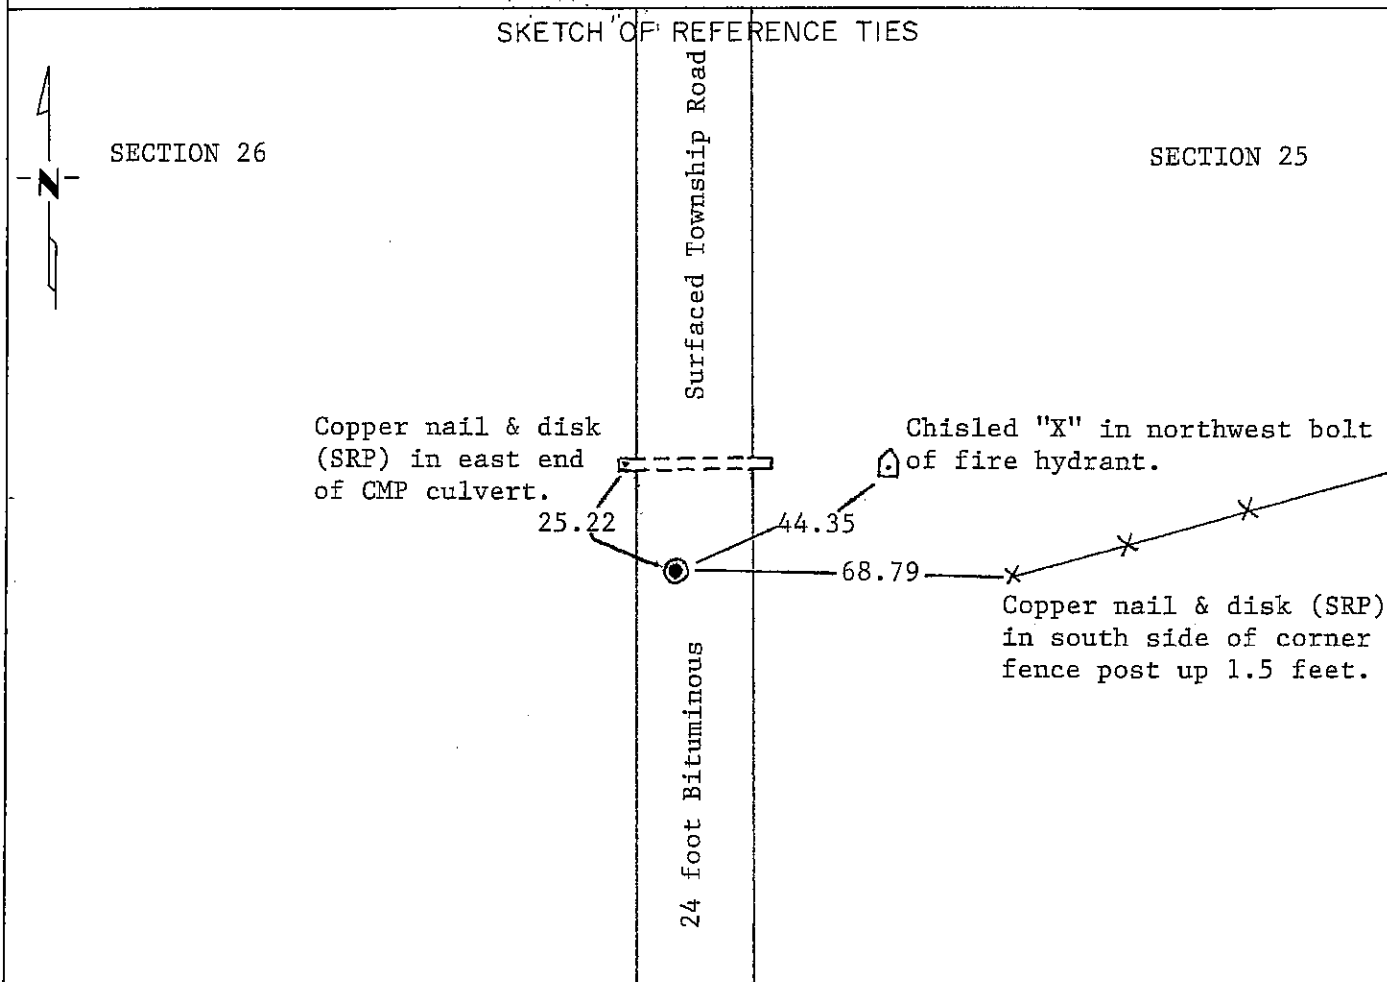 SKETCH OF REFERENCE TIES
N
SECTION 26
SECTION 25
24 foot Bituminous Surfaced Township Road
Copper nail & disk
(SRP) in east end
of CMP culvert.
Chisled "X" in northwest bolt
of fire hydrant.
25.22
44.35
68.79
Copper nail & disk (SRP)
in south side of corner
fence post up 1.5 feet.